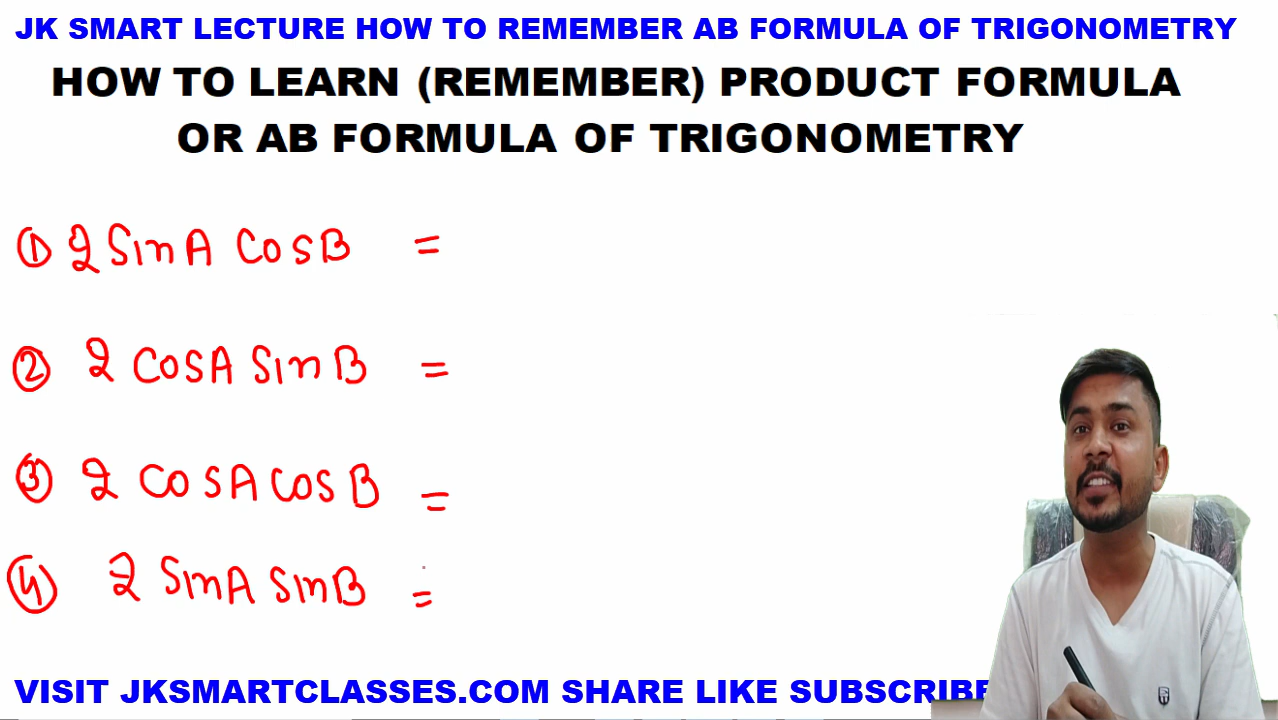 JK SMART LECTURE HOW TO REMEMBER AB FORMULA OF TRIGONOMETRY
HOW TO LEARN (REMEMBER) PRODUCT FORMULA
OR AB FORMULA OF TRIGONOMETRY
① 2 SinA CosB =
② 2 CosA SinB =
③ 2 CosA CosB =
④ 2 SinA SinB =
VISIT JKSMARTCLASSES.COM SHARE LIKE SUBSCRIBE